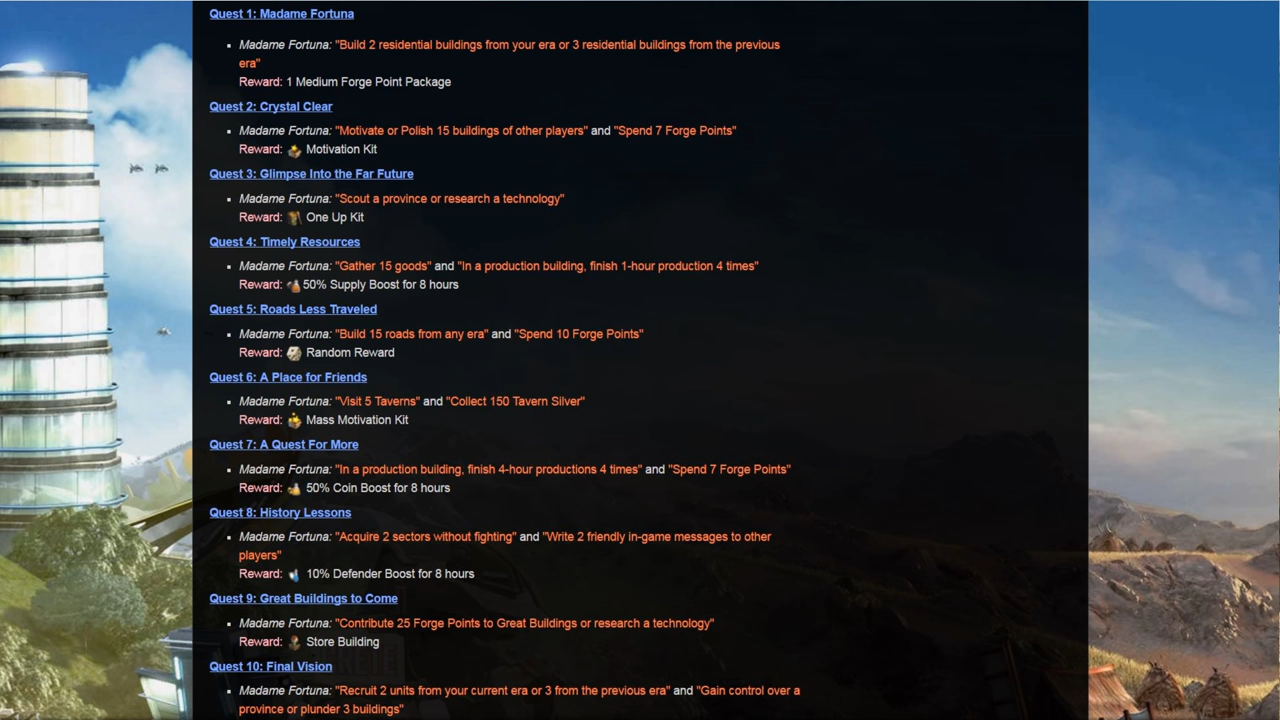 Quest 1: Madame Fortuna
Madame Fortuna: "Build 2 residential buildings from your era or 3 residential buildings from the previous
era"
Reward: 1 Medium Forge Point Package
Quest 2: Crystal Clear
Madame Fortuna: "Motivate or Polish 15 buildings of other players" and "Spend 7 Forge Points"
Reward: Motivation Kit
Quest 3: Glimpse Into the Far Future
Madame Fortuna: "Scout a province or research a technology"
Reward: One Up Kit
Quest 4: Timely Resources
Madame Fortuna: "Gather 15 goods" and "In a production building, finish 1-hour production 4 times"
Reward: 50% Supply Boost for 8 hours
Quest 5: Roads Less Traveled
Madame Fortuna: "Build 15 roads from any era" and "Spend 10 Forge Points"
Reward: Random Reward
Quest 6: A Place for Friends
Madame Fortuna: "Visit 5 Taverns" and "Collect 150 Tavern Silver"
Reward: Mass Motivation Kit
Quest 7: A Quest For More
Madame Fortuna: "In a production building, finish 4-hour productions 4 times" and "Spend 7 Forge Points"
Reward: 50% Coin Boost for 8 hours
Quest 8: History Lessons
Madame Fortuna: "Acquire 2 sectors without fighting" and "Write 2 friendly in-game messages to other
players"
Reward: 10% Defender Boost for 8 hours
Quest 9: Great Buildings to Come
Madame Fortuna: "Contribute 25 Forge Points to Great Buildings or research a technology"
Reward: Store Building
Quest 10: Final Vision
Madame Fortuna: "Recruit 2 units from your current era or 3 from the previous era" and "Gain control over a
province or plunder 3 buildings"